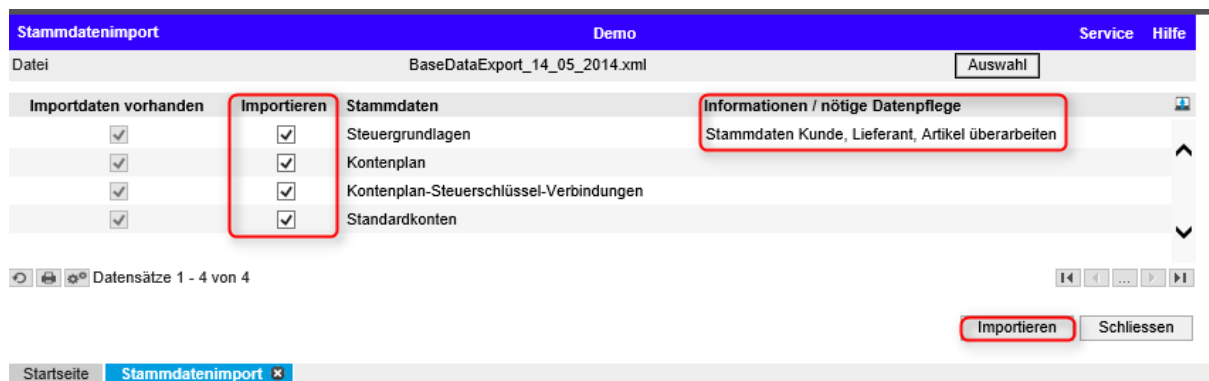 Stammdatenimport Demo Service Hilfe
Datei BaseDataExport_14_05_2014.xml Auswahl
Importdaten vorhanden Importieren Stammdaten Informationen / nötige Datenpflege
Steuergrundlagen Stammdaten Kunde, Lieferant, Artikel überarbeiten
Kontenplan
Kontenplan-Steuerschlüssel-Verbindungen
Standardkonten
Datensätze 1 - 4 von 4 ...
Importieren Schliessen
Startseite Stammdatenimport